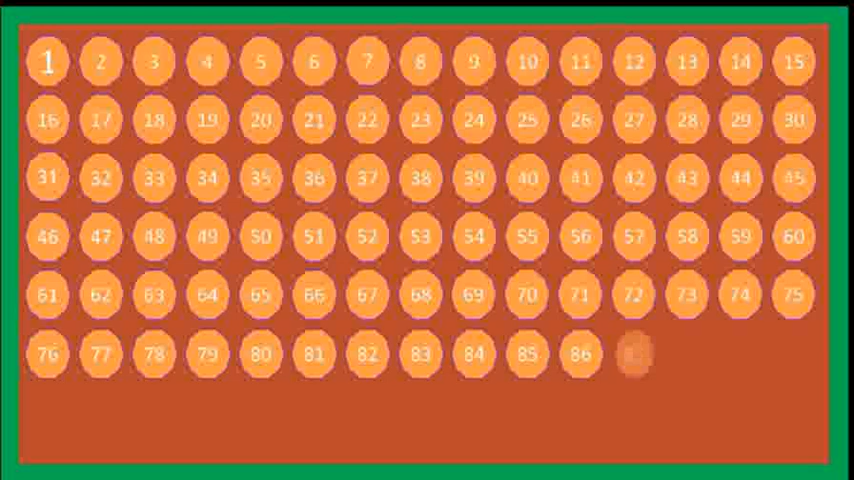 1 2 3 4 5 6 7 8 9 10 11 12 13 14 15
16 17 18 19 20 21 22 23 24 25 26 27 28 29 30
31 32 33 34 35 36 37 38 39 40 41 42 43 44 45
46 47 48 49 50 51 52 53 54 55 56 57 58 59 60
61 62 63 64 65 66 67 68 69 70 71 72 73 74 75
76 77 78 79 80 81 82 83 84 85 86